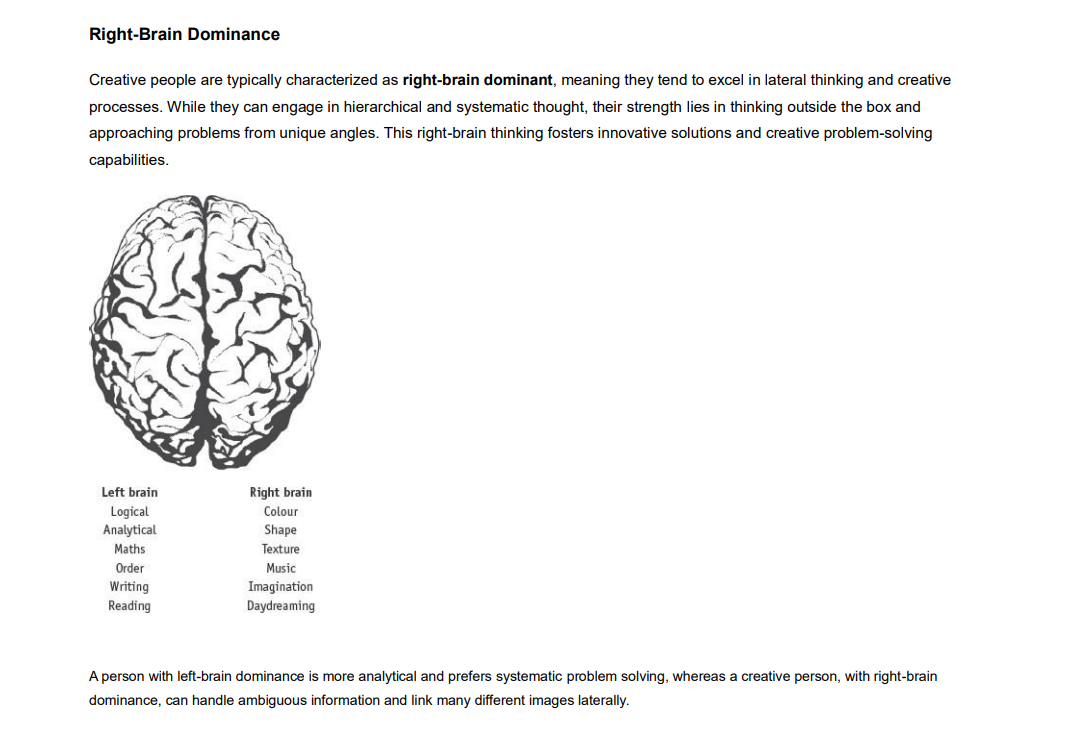 Right-Brain Dominance
Creative people are typically characterized as right-brain dominant, meaning they tend to excel in lateral thinking and creative
processes. While they can engage in hierarchical and systematic thought, their strength lies in thinking outside the box and
approaching problems from unique angles. This right-brain thinking fosters innovative solutions and creative problem-solving
capabilities.
Left brain Right brain
Logical Colour
Analytical Shape
Maths Texture
Order Music
Writing Imagination
Reading Daydreaming
A person with left-brain dominance is more analytical and prefers systematic problem solving, whereas a creative person, with right-brain
dominance, can handle ambiguous information and link many different images laterally.